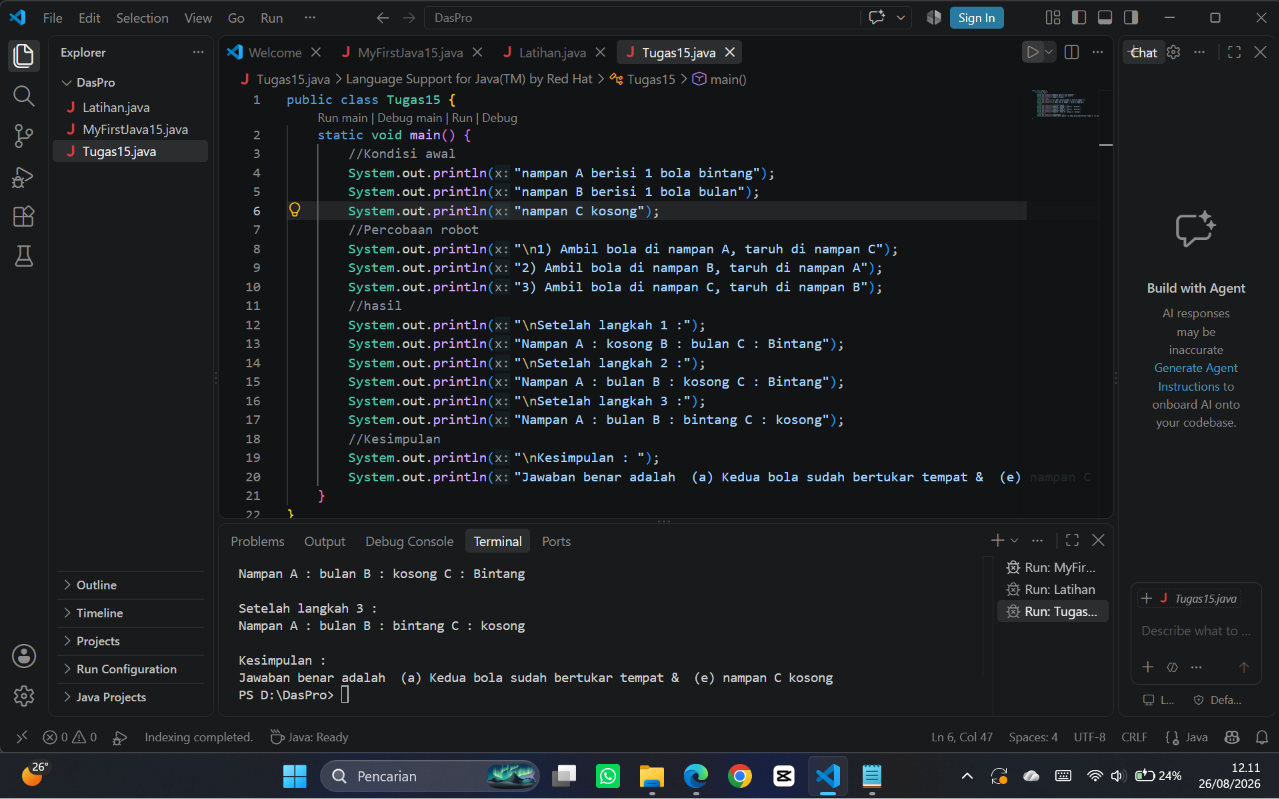 File Edit Selection View Go Run ··· DasPro Sign In
Explorer ···
DasPro
Latihan.java
MyFirstJava15.java
Tugas15.java
Outline
Timeline
Projects
Run Configuration
Java Projects
Welcome MyFirstJava15.java Latihan.java Tugas15.java
Tugas15.java > Language Support for Java(TM) by Red Hat > Tugas15 > main()
1 public class Tugas15 {
Run main | Debug main | Run | Debug
2 static void main() {
3 //Kondisi awal
4 System.out.println(x: "nampan A berisi 1 bola bintang");
5 System.out.println(x: "nampan B berisi 1 bola bulan");
6 System.out.println(x: "nampan C kosong");
7 //Percobaan robot
8 System.out.println(x: "\n1) Ambil bola di nampan A, taruh di nampan C");
9 System.out.println(x: "2) Ambil bola di nampan B, taruh di nampan A");
10 System.out.println(x: "3) Ambil bola di nampan C, taruh di nampan B");
11 //hasil
12 System.out.println(x: "\nSetelah langkah 1 :");
13 System.out.println(x: "Nampan A : kosong B : bulan C : Bintang");
14 System.out.println(x: "\nSetelah langkah 2 :");
15 System.out.println(x: "Nampan A : bulan B : kosong C : Bintang");
16 System.out.println(x: "\nSetelah langkah 3 :");
17 System.out.println(x: "Nampan A : bulan B : bintang C : kosong");
18 //Kesimpulan
19 System.out.println(x: "\nKesimpulan : ");
20 System.out.println(x: "Jawaban benar adalah  (a) Kedua bola sudah bertukar tempat &  (e) nampan C
21 }
22 }
Problems Output Debug Console Terminal Ports
Nampan A : bulan B : kosong C : Bintang
Setelah langkah 3 :
Nampan A : bulan B : bintang C : kosong
Kesimpulan :
Jawaban benar adalah  (a) Kedua bola sudah bertukar tempat &  (e) nampan C kosong
PS D:\DasPro>
Run: MyFir...
Run: Latihan
Run: Tugas...
Chat
Build with Agent
AI responses
may be
inaccurate
Generate Agent
Instructions to
onboard AI onto
your codebase.
Tugas15.java
Describe what to ...
L... Defa...
0 0 Indexing completed. Java: Ready Ln 6, Col 47 Spaces: 4 UTF-8 CRLF Java
26° Pencarian 24% 12.11
26/08/2026